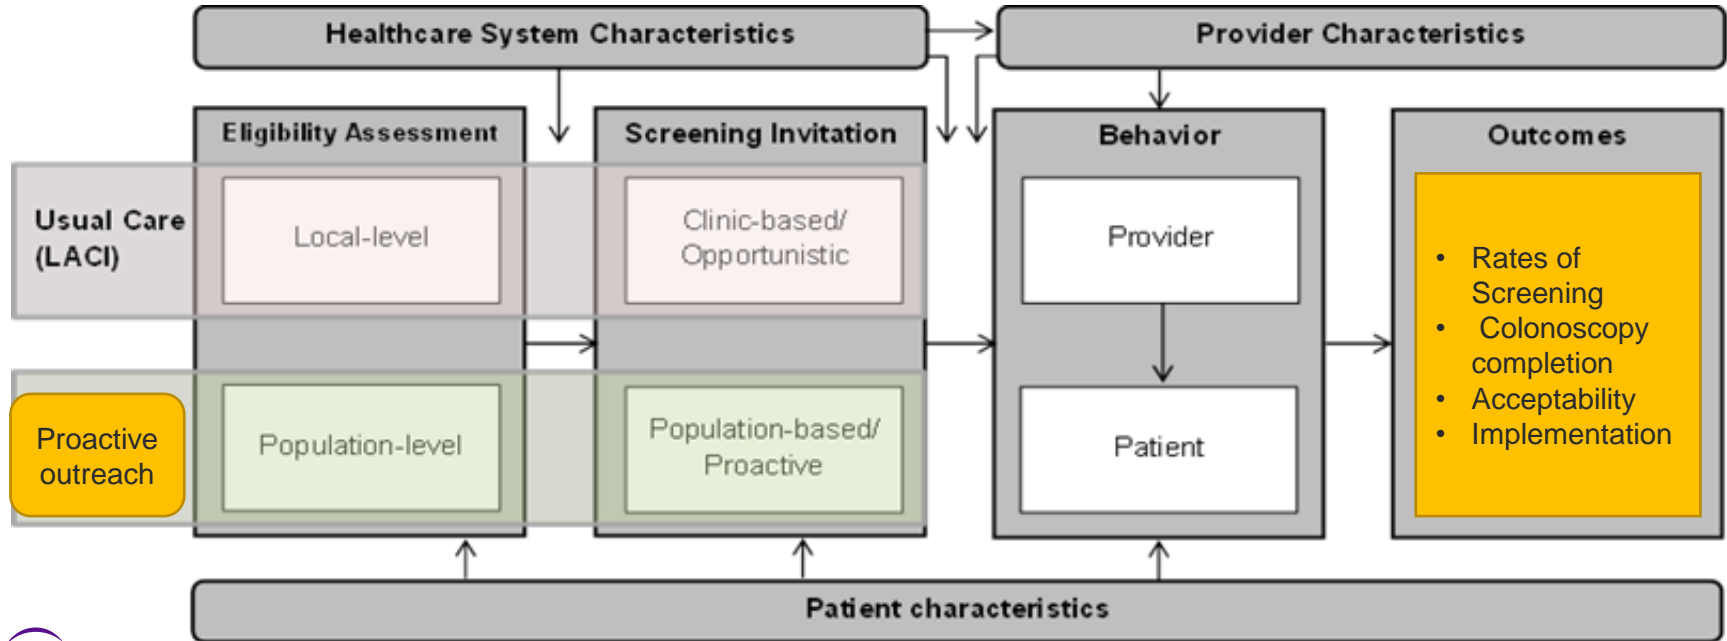 Healthcare System Characteristics
Provider Characteristics
Eligibility Assessment
Screening Invitation
Behavior
Outcomes
Usual Care
(LACI)
Local-level
Clinic-based/
Opportunistic
Provider
• Rates of
Screening
• Colonoscopy
completion
• Acceptability
• Implementation
Proactive
outreach
Population-level
Population-based/
Proactive
Patient
Patient characteristics